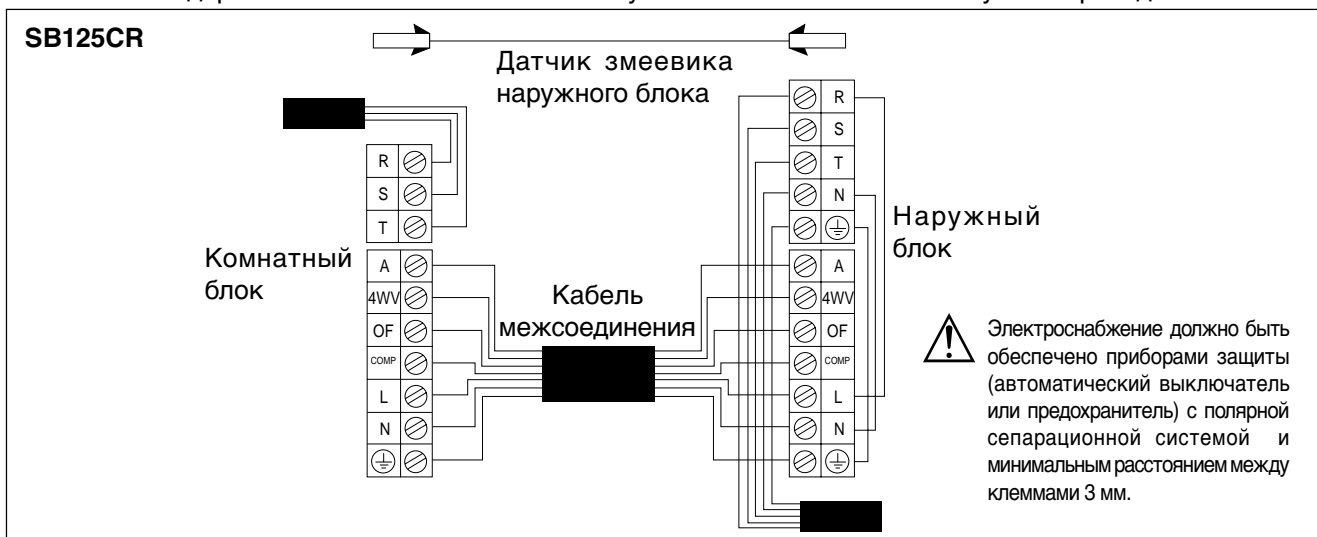 SB125CR
Датчик змеевика
наружного блока
R
S
T
Комнатный
блок
A
4WV
OF
COMP
L
N
Кабель
межсоединения
R
S
T
N
Наружный
блок
A
4WV
OF
COMP
L
N
Электроснабжение должно быть
обеспечено приборами защиты
(автоматический выключатель
или предохранитель) с полярной
сепарационной системой и
минимальным расстоянием между
клеммами 3 мм.